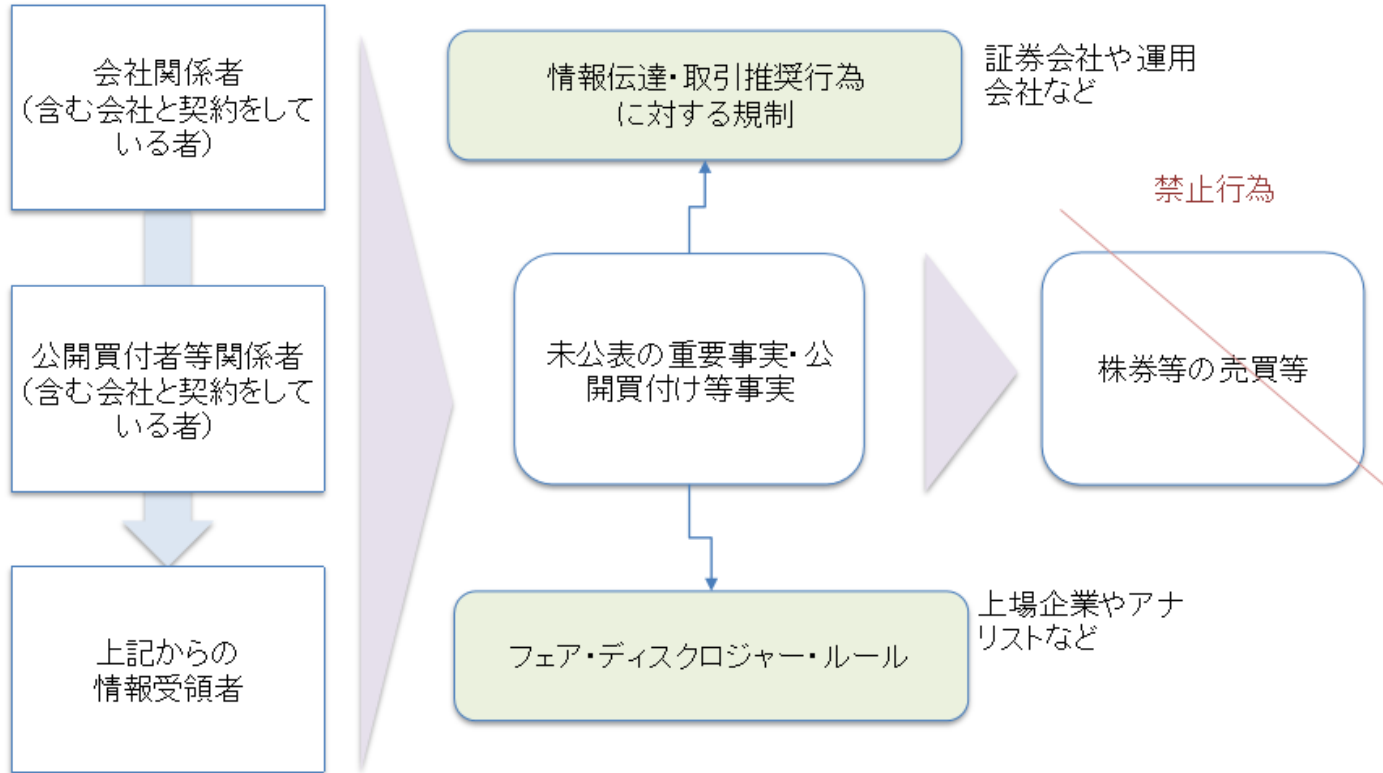 会社関係者
(含む会社と契約をして
いる者)
公開買付者等関係者
(含む会社と契約をして
いる者)
上記からの
情報受領者
情報伝達・取引推奨行為
に対する規制
証券会社や運用
会社など
未公表の重要事実・公
開買付け等事実
禁止行為
株券等の売買等
フェア・ディスクロジャー・ルール
上場企業やアナ
リストなど